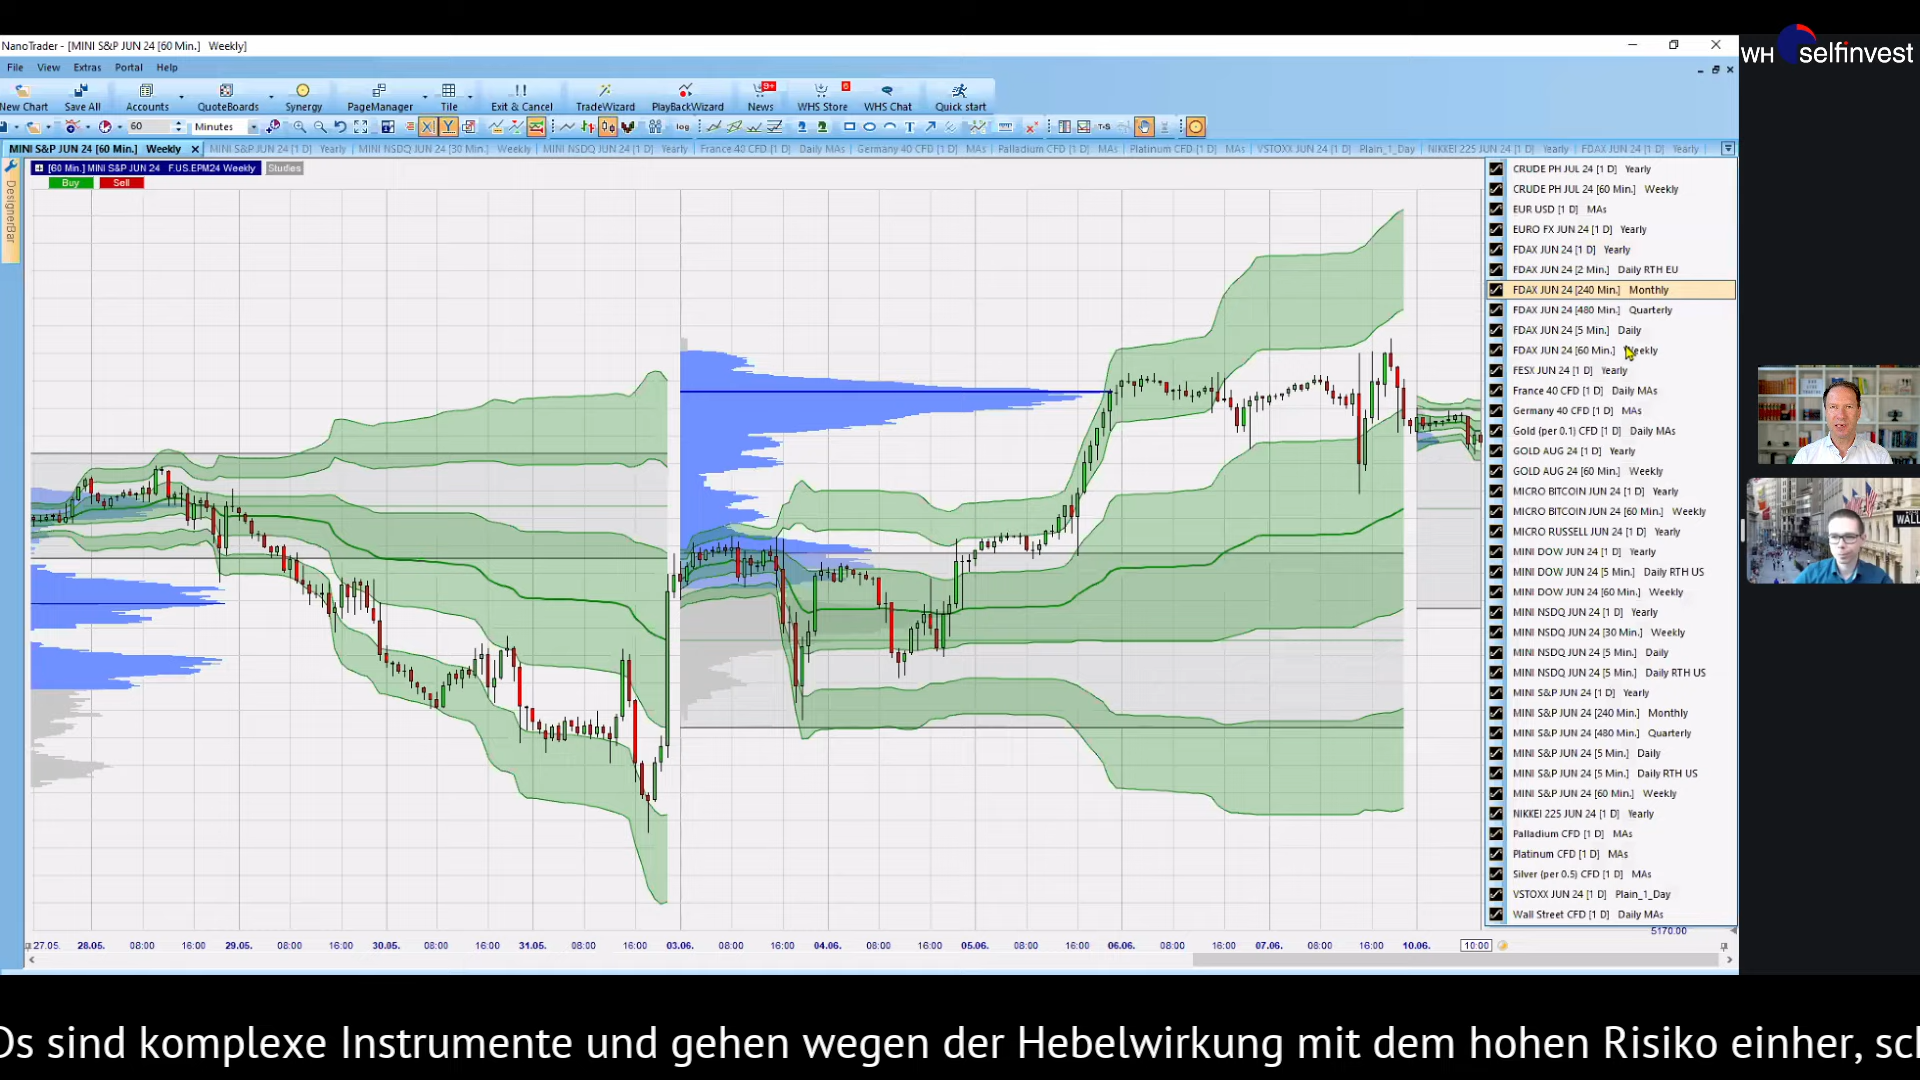 NanoTrader - [MINI S&P JUN 24 [60 Min.] Weekly]
WH selfinvest
File View Extras Portal Help
New Chart Save All Accounts QuoteBoards Synergy PageManager Tile Exit & Cancel TradeWizard PlayBackWizard News 9+ WHS Store 6 WHS Chat Quick start
60 Minutes X Y log T T-S
MINI S&P JUN 24 [60 Min.] Weekly MINI S&P JUN 24 [1 D] Yearly MINI NSDQ JUN 24 [30 Min.] Weekly MINI NSDQ JUN 24 [1 D] Yearly France 40 CFD [1 D] Daily MAs Germany 40 CFD [1 D] MAs Palladium CFD [1 D] MAs Platinum CFD [1 D] MAs VSTOXX JUN 24 [1 D] Plain_1_Day NIKKEI 225 JUN 24 [1 D] Yearly FDAX JUN 24 [1 D] Yearly
[60 Min.] MINI S&P JUN 24 F.US.EPM24 Weekly Studies
Buy Sell
DesignerBar
CRUDE PH JUL 24 [1 D] Yearly
CRUDE PH JUL 24 [60 Min.] Weekly
EUR USD [1 D] MAs
EURO FX JUN 24 [1 D] Yearly
FDAX JUN 24 [1 D] Yearly
FDAX JUN 24 [2 Min.] Daily RTH EU
FDAX JUN 24 [240 Min.] Monthly
FDAX JUN 24 [480 Min.] Quarterly
FDAX JUN 24 [5 Min.] Daily
FDAX JUN 24 [60 Min.] Weekly
FESX JUN 24 [1 D] Yearly
France 40 CFD [1 D] Daily MAs
Germany 40 CFD [1 D] MAs
Gold (per 0.1) CFD [1 D] Daily MAs
GOLD AUG 24 [1 D] Yearly
GOLD AUG 24 [60 Min.] Weekly
MICRO BITCOIN JUN 24 [1 D] Yearly
MICRO BITCOIN JUN 24 [60 Min.] Weekly
MICRO RUSSELL JUN 24 [1 D] Yearly
MINI DOW JUN 24 [1 D] Yearly
MINI DOW JUN 24 [5 Min.] Daily RTH US
MINI DOW JUN 24 [60 Min.] Weekly
MINI NSDQ JUN 24 [1 D] Yearly
MINI NSDQ JUN 24 [30 Min.] Weekly
MINI NSDQ JUN 24 [5 Min.] Daily
MINI NSDQ JUN 24 [5 Min.] Daily RTH US
MINI S&P JUN 24 [1 D] Yearly
MINI S&P JUN 24 [240 Min.] Monthly
MINI S&P JUN 24 [480 Min.] Quarterly
MINI S&P JUN 24 [5 Min.] Daily
MINI S&P JUN 24 [5 Min.] Daily RTH US
MINI S&P JUN 24 [60 Min.] Weekly
NIKKEI 225 JUN 24 [1 D] Yearly
Palladium CFD [1 D] MAs
Platinum CFD [1 D] MAs
Silver (per 0.5) CFD [1 D] MAs
VSTOXX JUN 24 [1 D] Plain_1_Day
Wall Street CFD [1 D] Daily MAs
WALL
5170.00
27.05. 28.05. 08:00 16:00 29.05. 08:00 16:00 30.05. 08:00 16:00 31.05. 08:00 16:00 3.06. 08:00 16:00 04.06. 08:00 16:00 05.06. 08:00 16:00 06.06. 08:00 16:00 07.06. 08:00 16:00 10.06. 10:00
Ds sind komplexe Instrumente und gehen wegen der Hebelwirkung mit dem hohen Risiko einher, scl